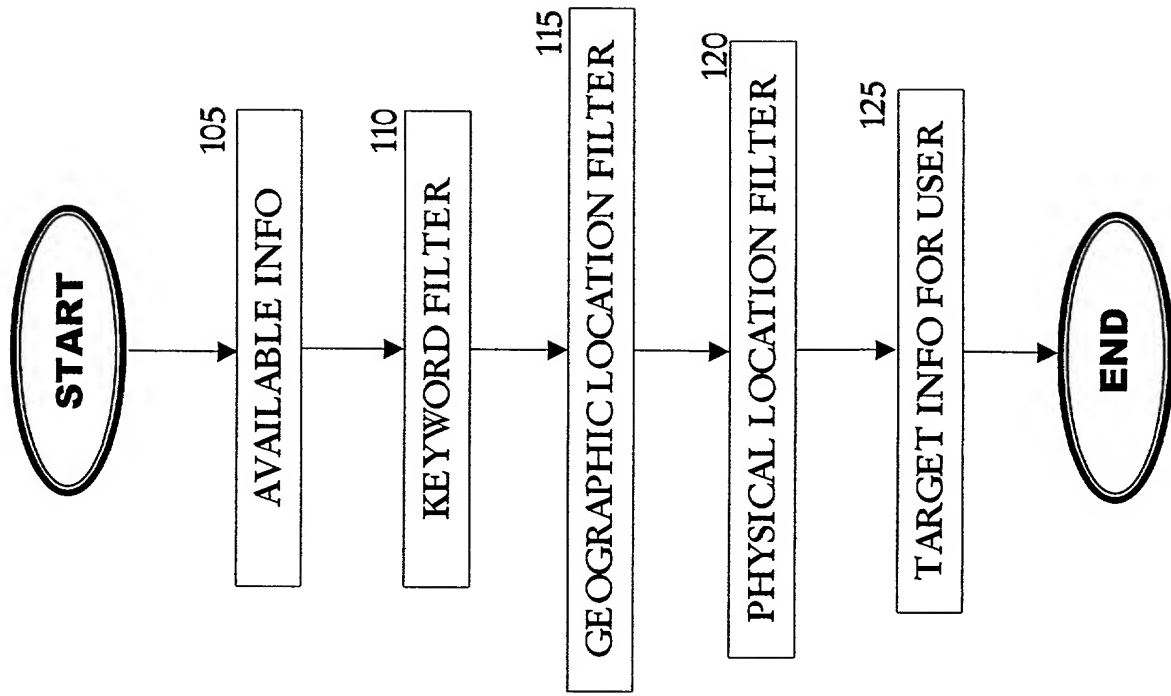 START
105
AVAILABLE INFO
110
KEYWORD FILTER
115
GEOGRAPHIC LOCATION FILTER
120
PHYSICAL LOCATION FILTER
125
TARGET INFO FOR USER
END